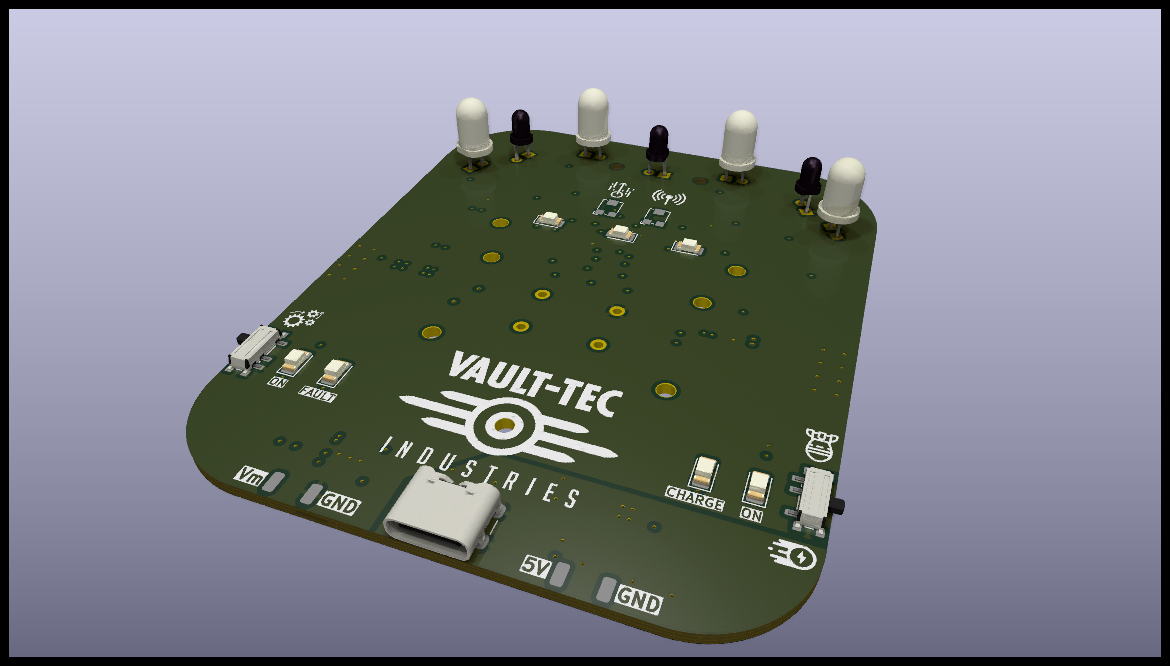 VAULT-TEC
INDUSTRIES
ON
FAULT
Vm
GND
CHARGE
ON
5V
GND